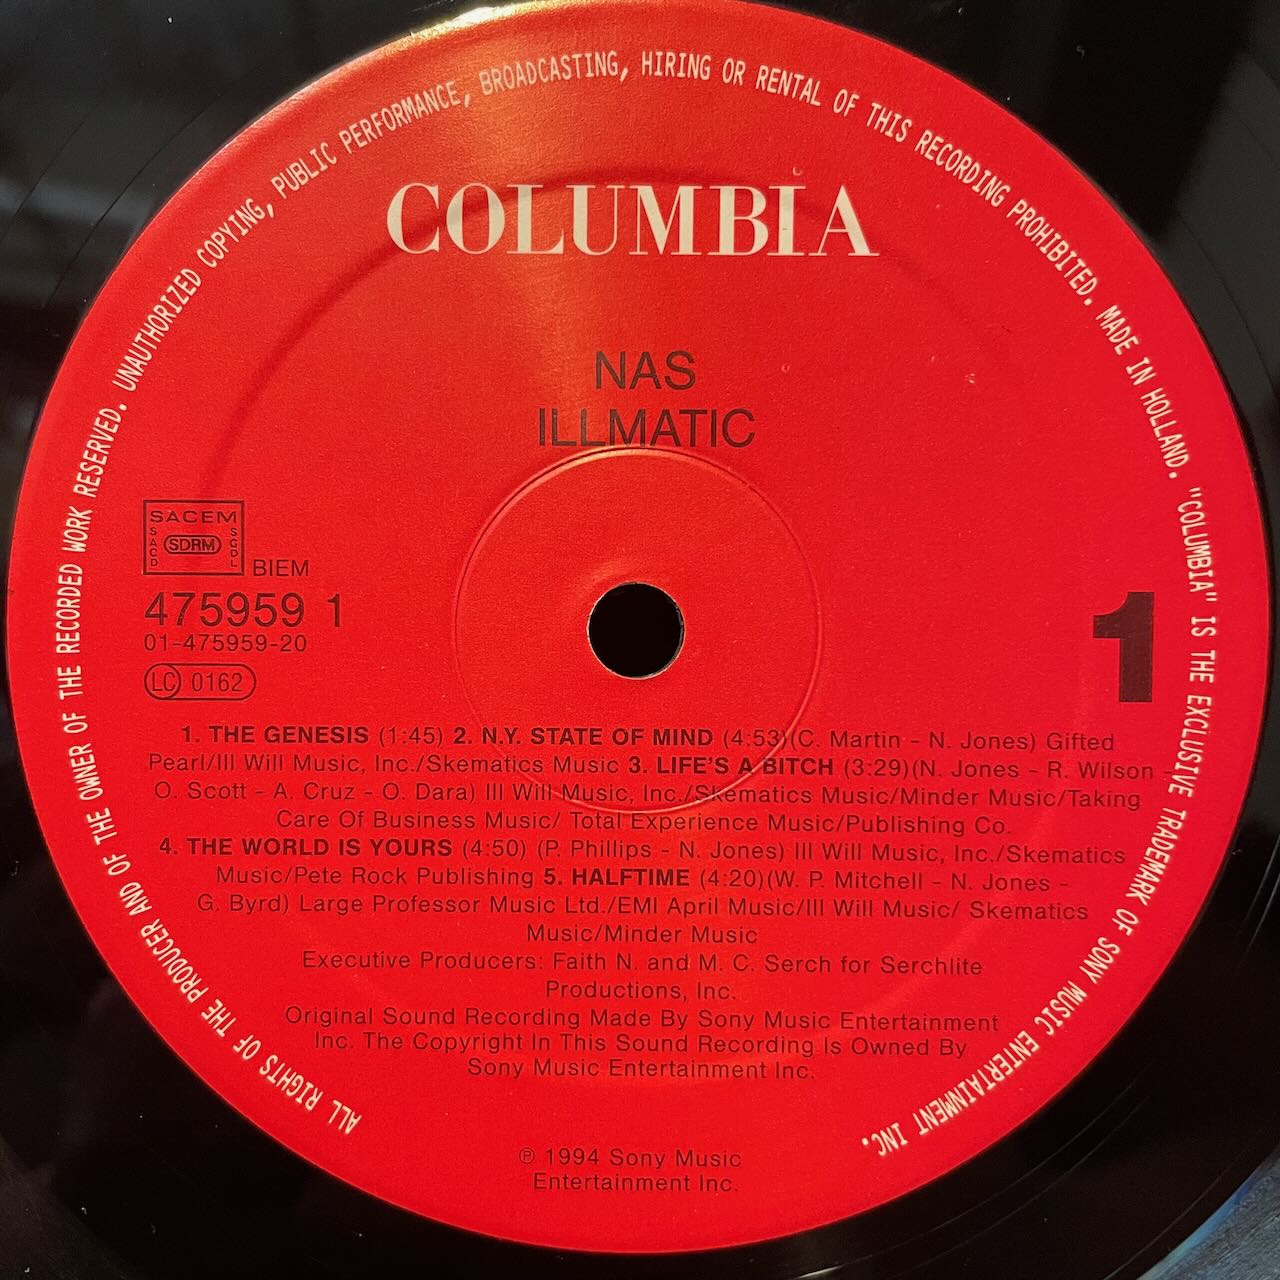 ALL RIGHTS OF THE PRODUCER AND OF THE OWNER OF THE RECORDED WORK RESERVED. UNAUTHORIZED COPYING, PUBLIC PERFORMANCE, BROADCASTING, HIRING OR RENTAL OF THIS RECORDING PROHIBITED. MADE IN HOLLAND. "COLUMBIA" IS THE EXCLUSIVE TRADEMARK OF SONY MUSIC ENTERTAINMENT INC.
COLUMBIA
NAS
ILLMATIC
SACEM
SACD
SDRM
SGDL
BIEM
475959 1
01-475959-20
LC 0162
1
1. THE GENESIS (1:45) 2. N.Y. STATE OF MIND (4:53)(C. Martin - N. Jones) Gifted
Pearl/Ill Will Music, Inc./Skematics Music 3. LIFE'S A BITCH (3:29)(N. Jones - R. Wilson -
O. Scott - A. Cruz - O. Dara) Ill Will Music, Inc./Skematics Music/Minder Music/Taking
Care Of Business Music/ Total Experience Music/Publishing Co.
4. THE WORLD IS YOURS (4:50) (P. Phillips - N. Jones) Ill Will Music, Inc./Skematics
Music/Pete Rock Publishing 5. HALFTIME (4:20)(W. P. Mitchell - N. Jones -
G. Byrd) Large Professor Music Ltd./EMI April Music/Ill Will Music/ Skematics
Music/Minder Music
Executive Producers: Faith N. and M. C. Serch for Serchlite
Productions, Inc.
Original Sound Recording Made By Sony Music Entertainment
Inc. The Copyright In This Sound Recording Is Owned By
Sony Music Entertainment Inc.
℗ 1994 Sony Music
Entertainment Inc.